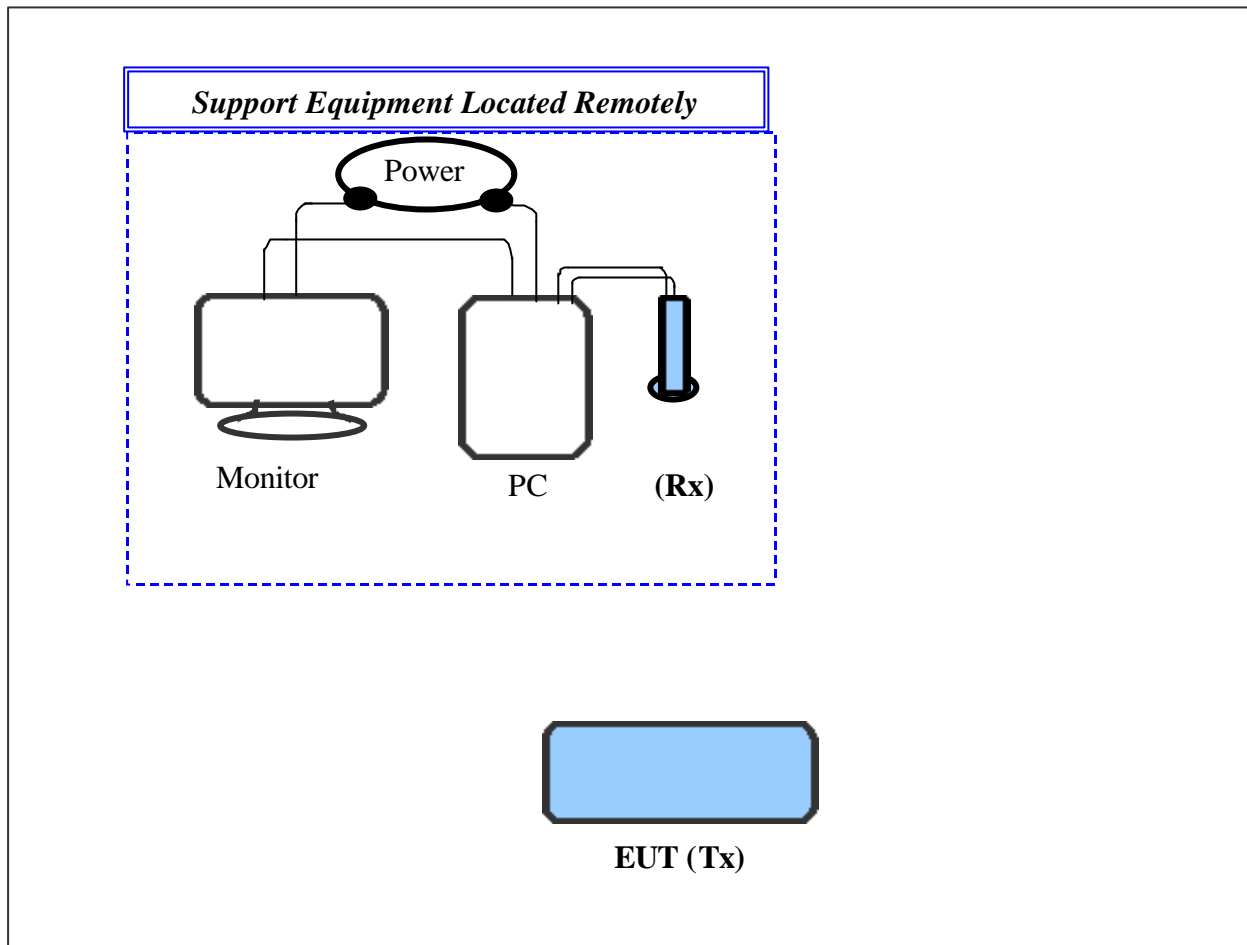 Support Equipment Located Remotely
Power
Monitor
PC
(Rx)
EUT (Tx)